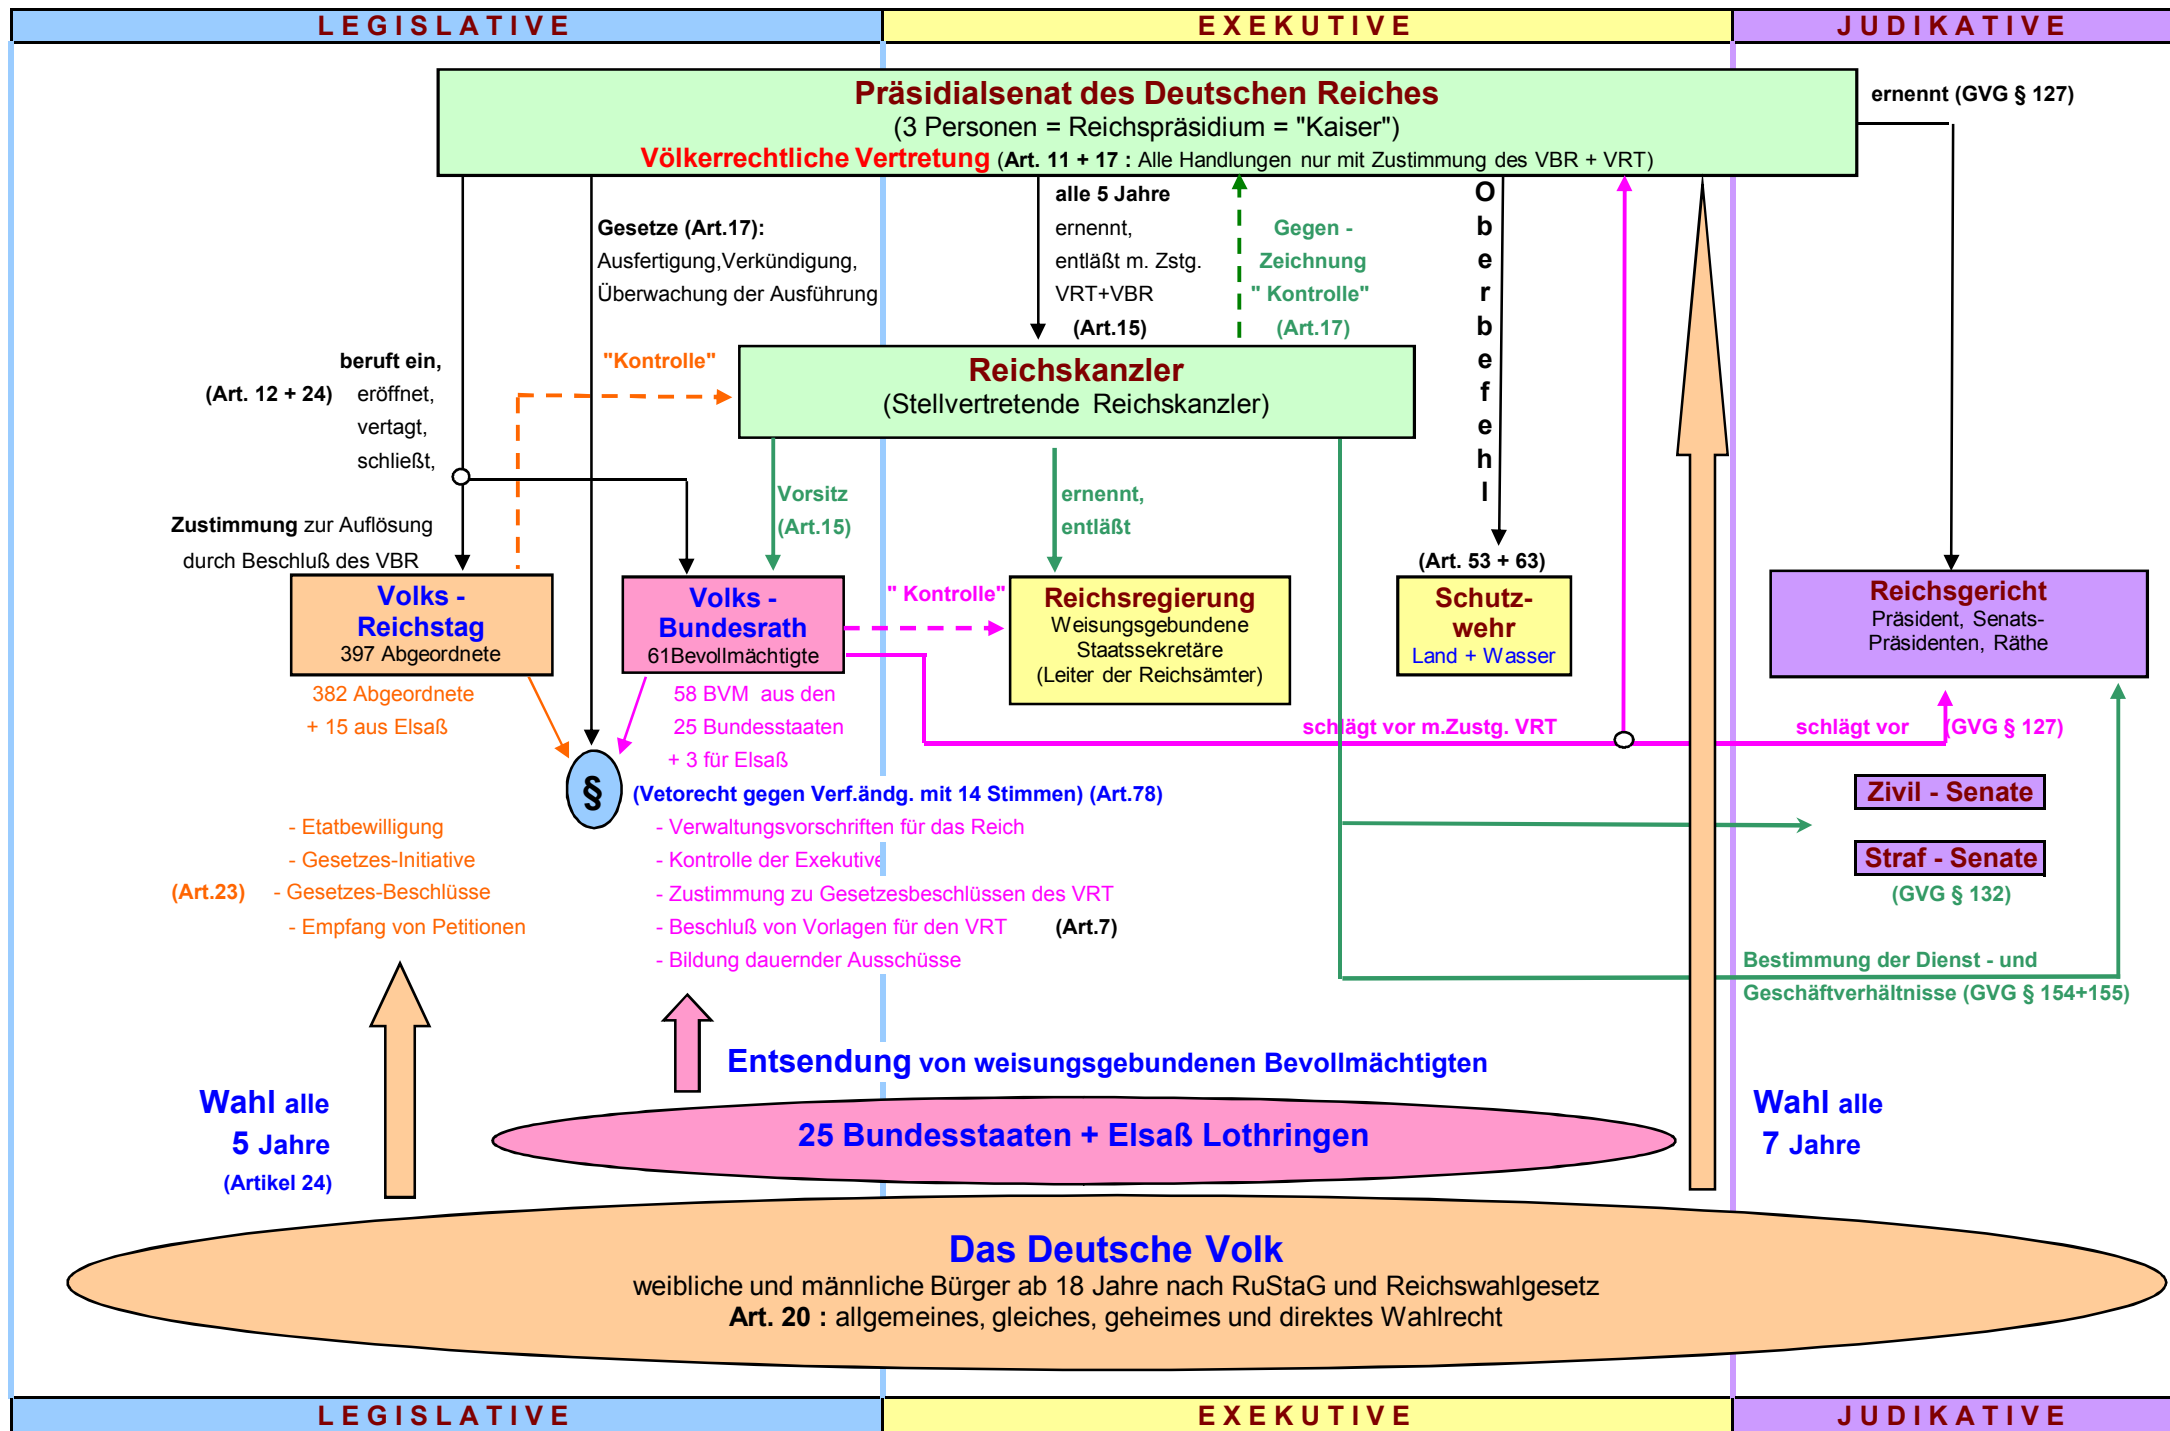 L E G I S L A T I V E
E X E K U T I V E
J U D I K A T I V E
Präsidialsenat des Deutschen Reiches
(3 Personen = Reichspräsidium = "Kaiser")
Völkerrechtliche Vertretung (Art. 11 + 17 : Alle Handlungen nur mit Zustimmung des VBR + VRT)
ernennt (GVG § 127)
Gesetze (Art.17):
Ausfertigung,Verkündigung,
Überwachung der Ausführung
alle 5 Jahre
ernennt,
entläßt m. Zstg.
VRT+VBR
(Art.15)
Gegen -
Zeichnung
" Kontrolle"
(Art.17)
O
b
e
r
b
e
f
e
h
l
beruft ein,
(Art. 12 + 24) eröffnet,
vertagt,
schließt,
"Kontrolle"
Reichskanzler
(Stellvertretende Reichskanzler)
Zustimmung zur Auflösung
durch Beschluß des VBR
Vorsitz
(Art.15)
ernennt,
entläßt
(Art. 53 + 63)
Volks -
Reichstag
397 Abgeordnete
Volks -
Bundesrath
61Bevollmächtigte
" Kontrolle"
Reichsregierung
Weisungsgebundene
Staatssekretäre
(Leiter der Reichsämter)
Schutz-
wehr
Land + Wasser
Reichsgericht
Präsident, Senats-
Präsidenten, Räthe
382 Abgeordnete
+ 15 aus Elsaß
58 BVM aus den
25 Bundesstaaten
+ 3 für Elsaß
schlägt vor m.Zustg. VRT
schlägt vor (GVG § 127)
§
(Vetorecht gegen Verf.ändg. mit 14 Stimmen) (Art.78)
Zivil - Senate
Straf - Senate
(GVG § 132)
- Etatbewilligung
- Gesetzes-Initiative
(Art.23) - Gesetzes-Beschlüsse
- Empfang von Petitionen
- Verwaltungsvorschriften für das Reich
- Kontrolle der Exekutive
- Zustimmung zu Gesetzesbeschlüssen des VRT
- Beschluß von Vorlagen für den VRT (Art.7)
- Bildung dauernder Ausschüsse
Bestimmung der Dienst - und
Geschäftverhältnisse (GVG § 154+155)
Entsendung von weisungsgebundenen Bevollmächtigten
Wahl alle
5 Jahre
(Artikel 24)
25 Bundesstaaten + Elsaß Lothringen
Wahl alle
7 Jahre
Das Deutsche Volk
weibliche und männliche Bürger ab 18 Jahre nach RuStaG und Reichswahlgesetz
Art. 20 : allgemeines, gleiches, geheimes und direktes Wahlrecht
L E G I S L A T I V E
E X E K U T I V E
J U D I K A T I V E